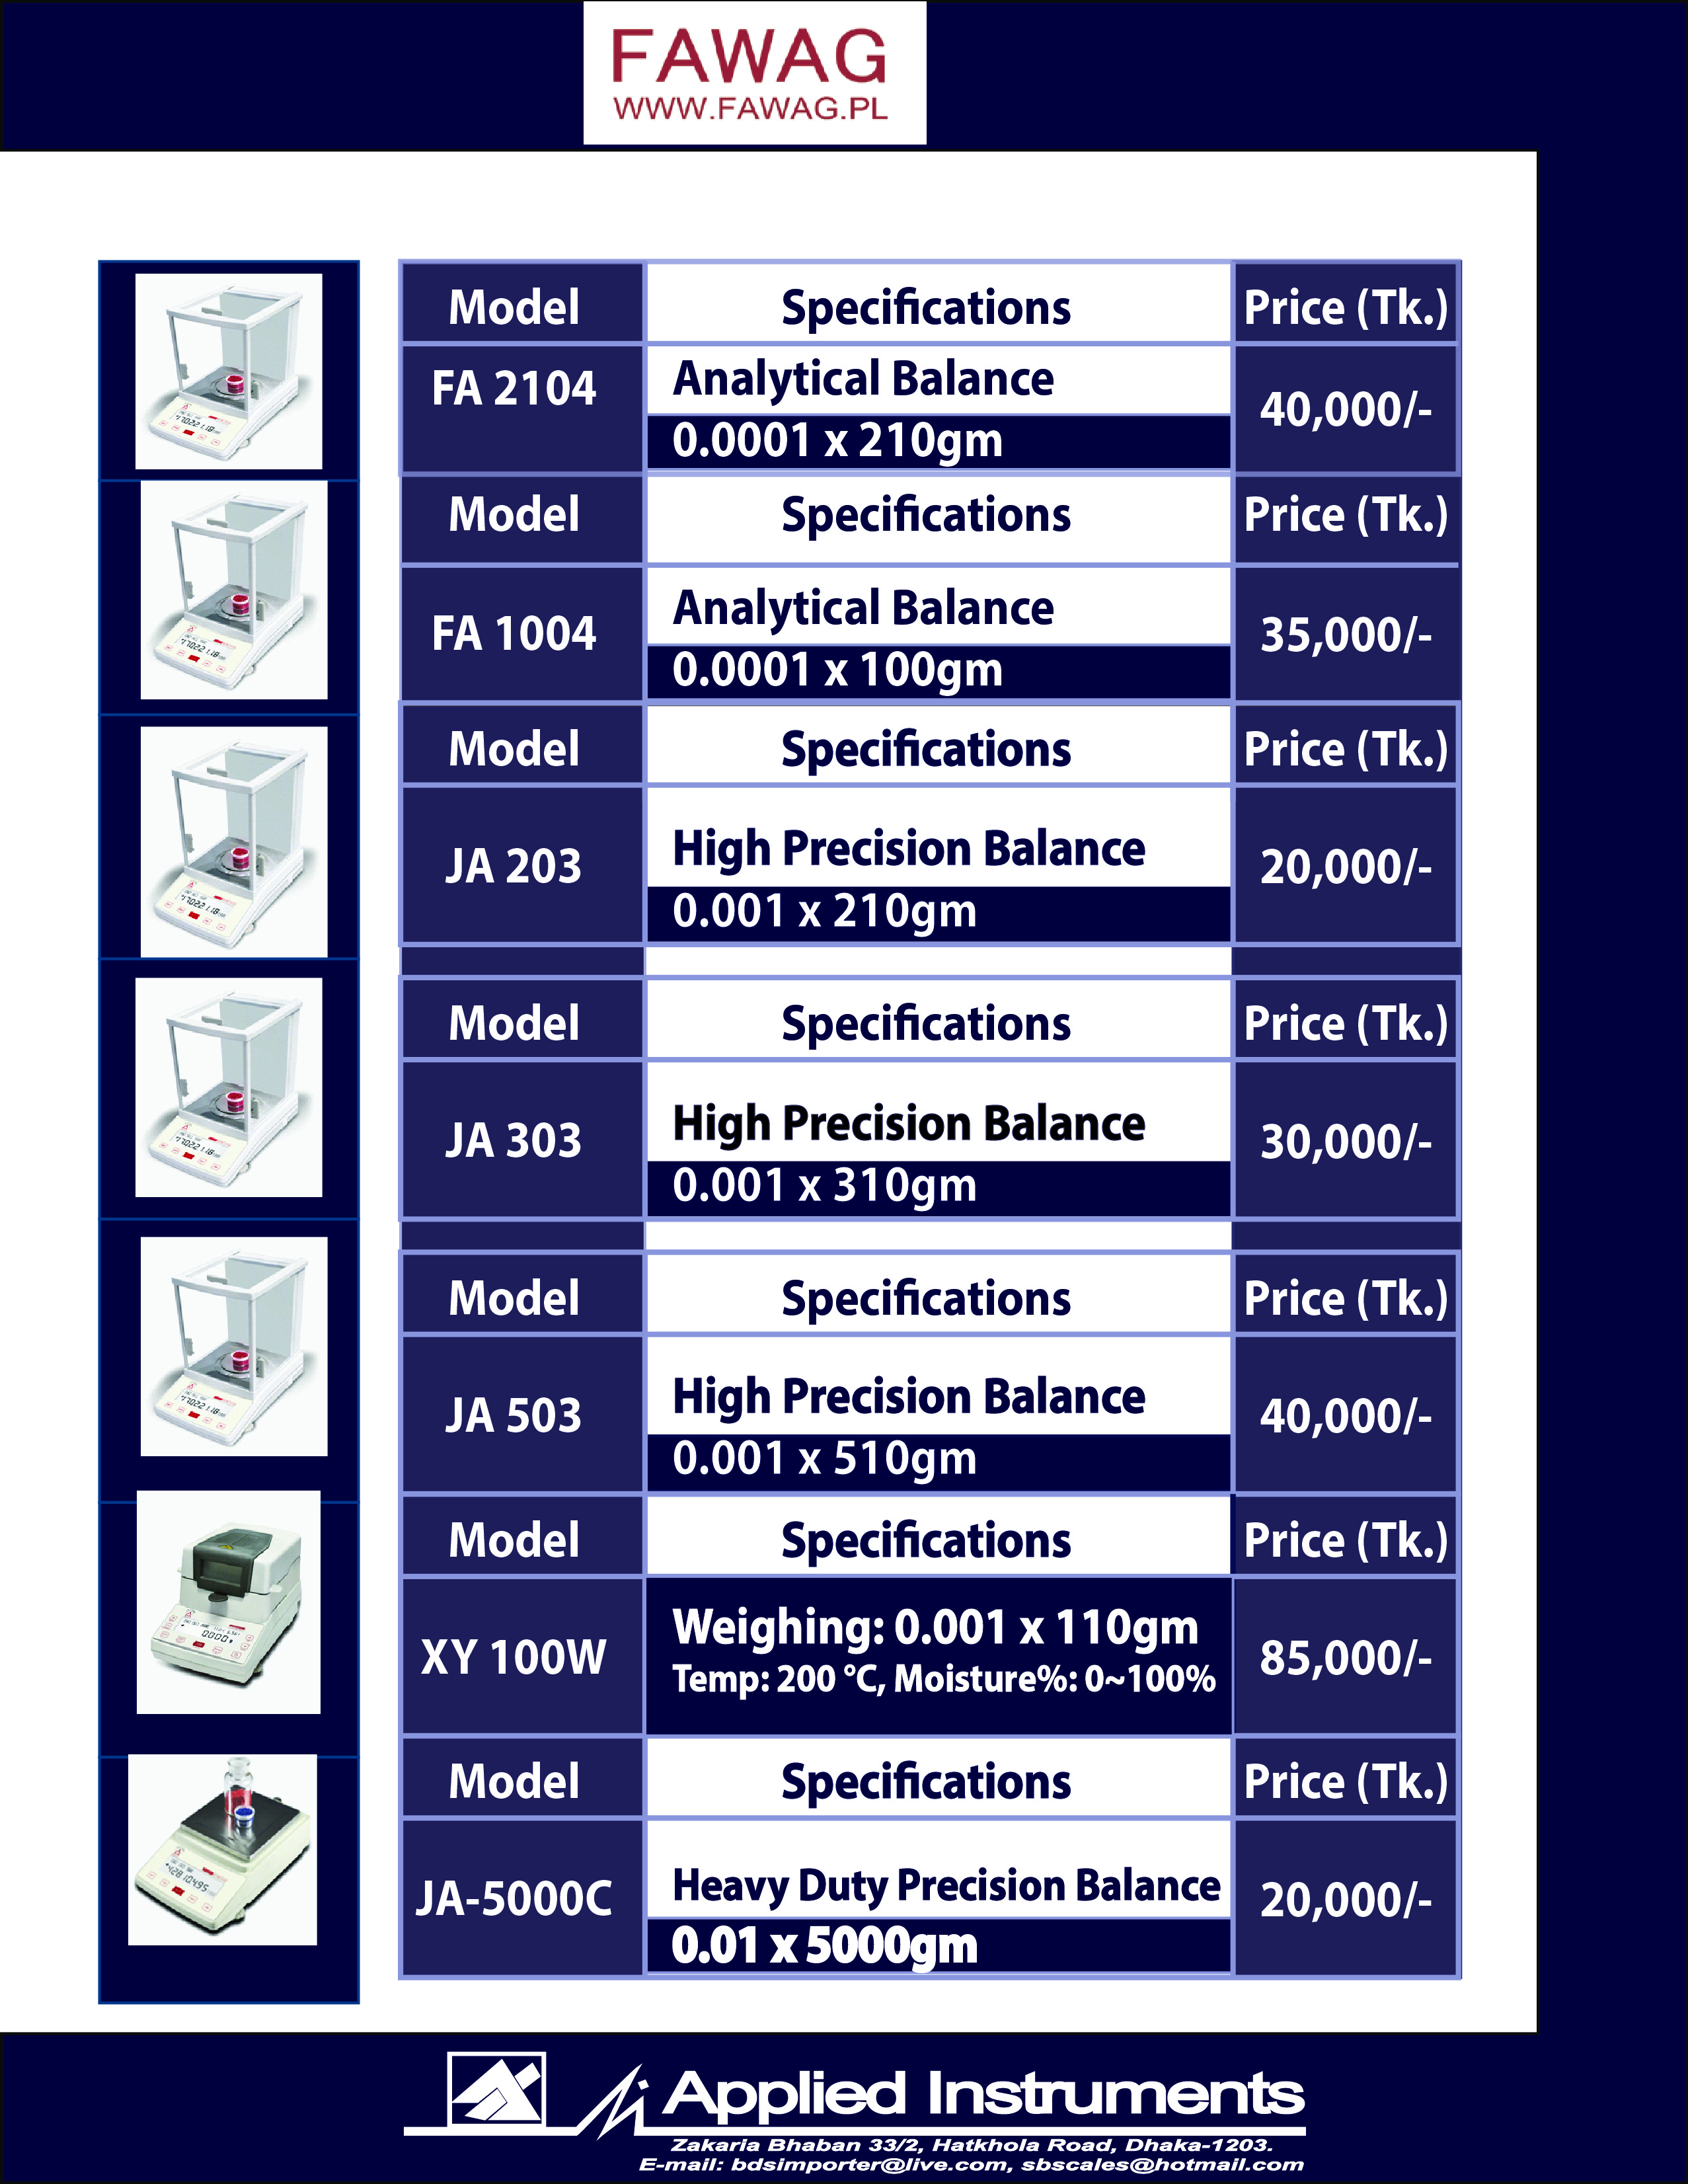 FAWAG
WWW.FAWAG.PL
Model Specifications Price (Tk.)
FA 2104 Analytical Balance 40,000/-
0.0001 x 210gm
Model Specifications Price (Tk.)
FA 1004 Analytical Balance 35,000/-
0.0001 x 100gm
Model Specifications Price (Tk.)
JA 203 High Precision Balance 20,000/-
0.001 x 210gm
Model Specifications Price (Tk.)
JA 303 High Precision Balance 30,000/-
0.001 x 310gm
Model Specifications Price (Tk.)
JA 503 High Precision Balance 40,000/-
0.001 x 510gm
Model Specifications Price (Tk.)
XY 100W Weighing: 0.001 x 110gm 85,000/-
Temp: 200 °C, Moisture%: 0~100%
Model Specifications Price (Tk.)
JA-5000C Heavy Duty Precision Balance 20,000/-
0.01 x 5000gm
Applied Instruments
Zakaria Bhaban 33/2, Hatkhola Road, Dhaka-1203.
E-mail: bdsimporter@live.com, sbscales@hotmail.com